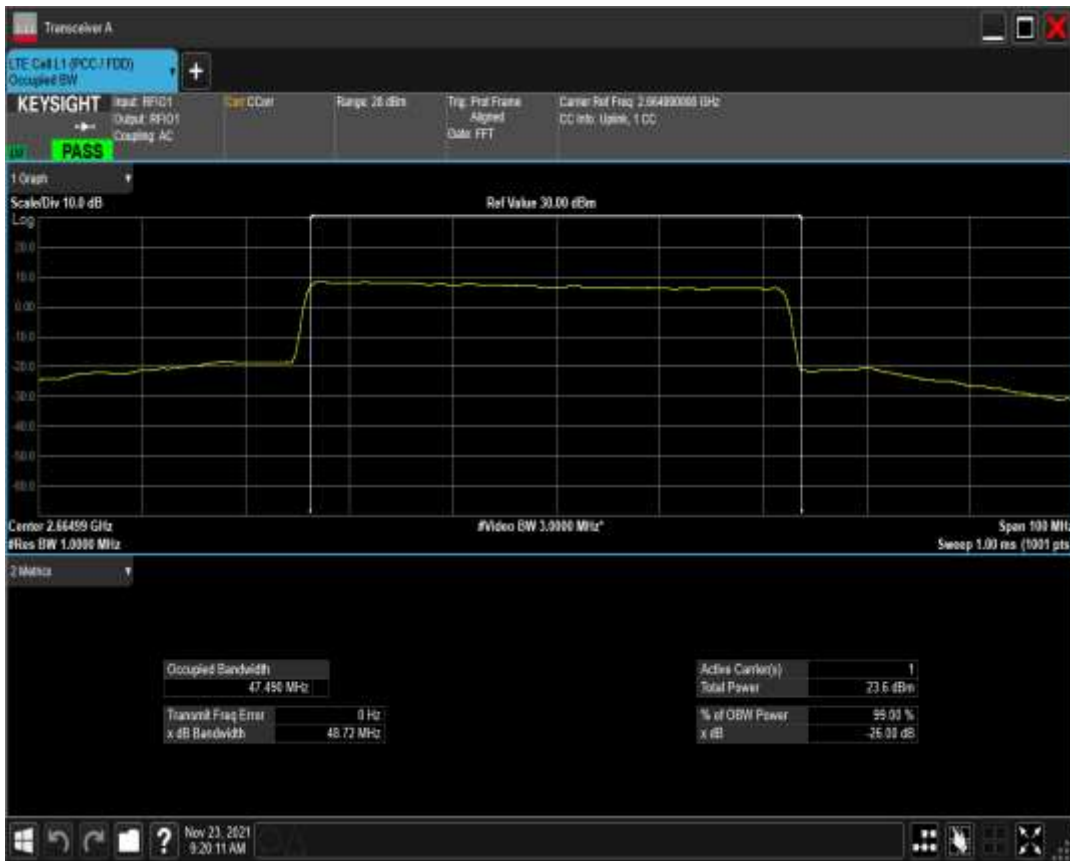 Transceiver A
LTE Cell L1 (PCC / FDD)
Occupied BW
+
KEYSIGHT
Input: RFIO1
Output: RFIO1
Coupling: AC
Corr CCorr
Range: 28 dBm
Trig: Prd Frame
Aligned
Gate: FFT
CC Info: Uplink, 1 CC
PASS
1 Graph
Scale/Div 10.0 dB
Ref Value 30.00 dBm
Log
20.0
10.0
0.00
-10.0
-20.0
-30.0
-40.0
-50.0
-60.0
Center 2.66499 GHz
#Video BW 3.0000 MHz*
Span 100 MHz
#Res BW 1.0000 MHz
Sweep 1.00 ms (1001 pts
2 Metrics
Occupied Bandwidth
47.490 MHz
Transmit Freq Error 0 Hz
x dB Bandwidth 48.72 MHz
Active Carrier(s) 1
Total Power 23.6 dBm
% of OBW Power 99.00 %
x dB -26.00 dB
?
Nov 23, 2021
9:20:11 AM